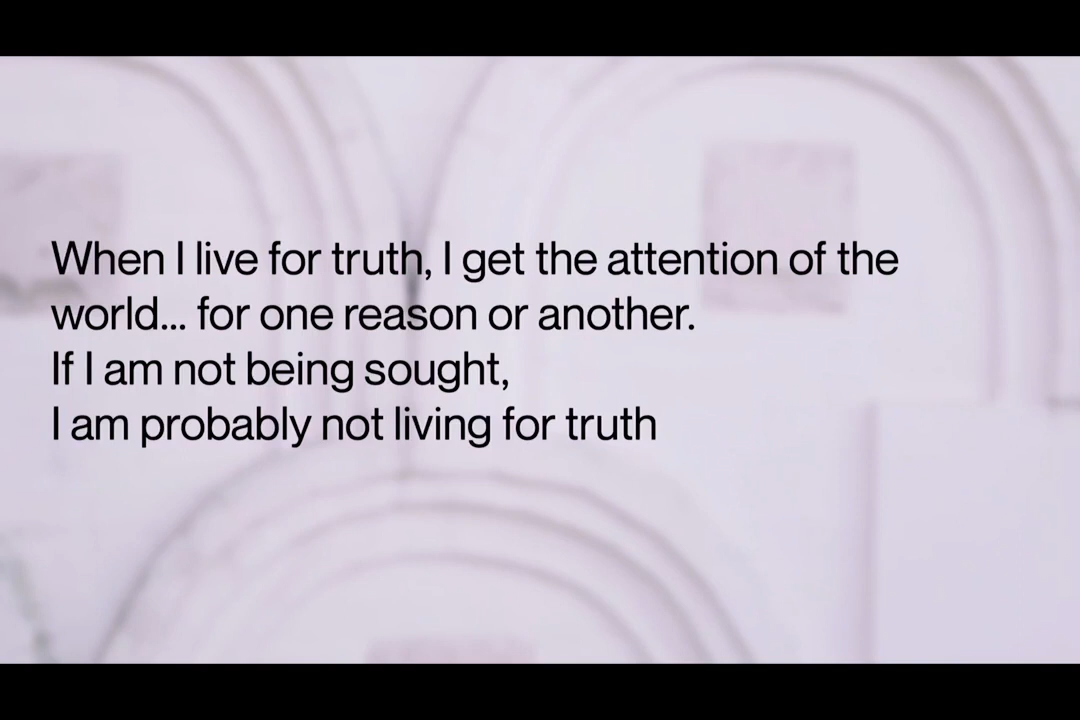 When I live for truth, I get the attention of the
world... for one reason or another.
If I am not being sought,
I am probably not living for truth